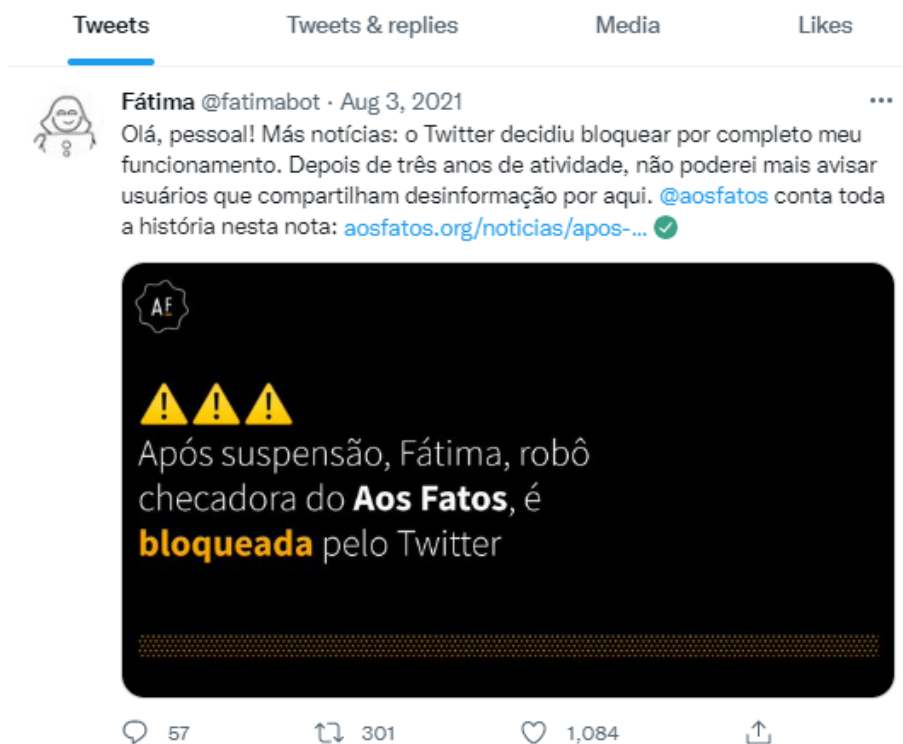 Tweets Tweets & replies Media Likes
Fátima @fatimabot · Aug 3, 2021
Olá, pessoal! Más notícias: o Twitter decidiu bloquear por completo meu
funcionamento. Depois de três anos de atividade, não poderei mais avisar
usuários que compartilham desinformação por aqui. @aosfatos conta toda
a história nesta nota: aosfatos.org/noticias/apos-...
AF
Após suspensão, Fátima, robô
checadora do Aos Fatos, é
bloqueada pelo Twitter
57 301 1,084